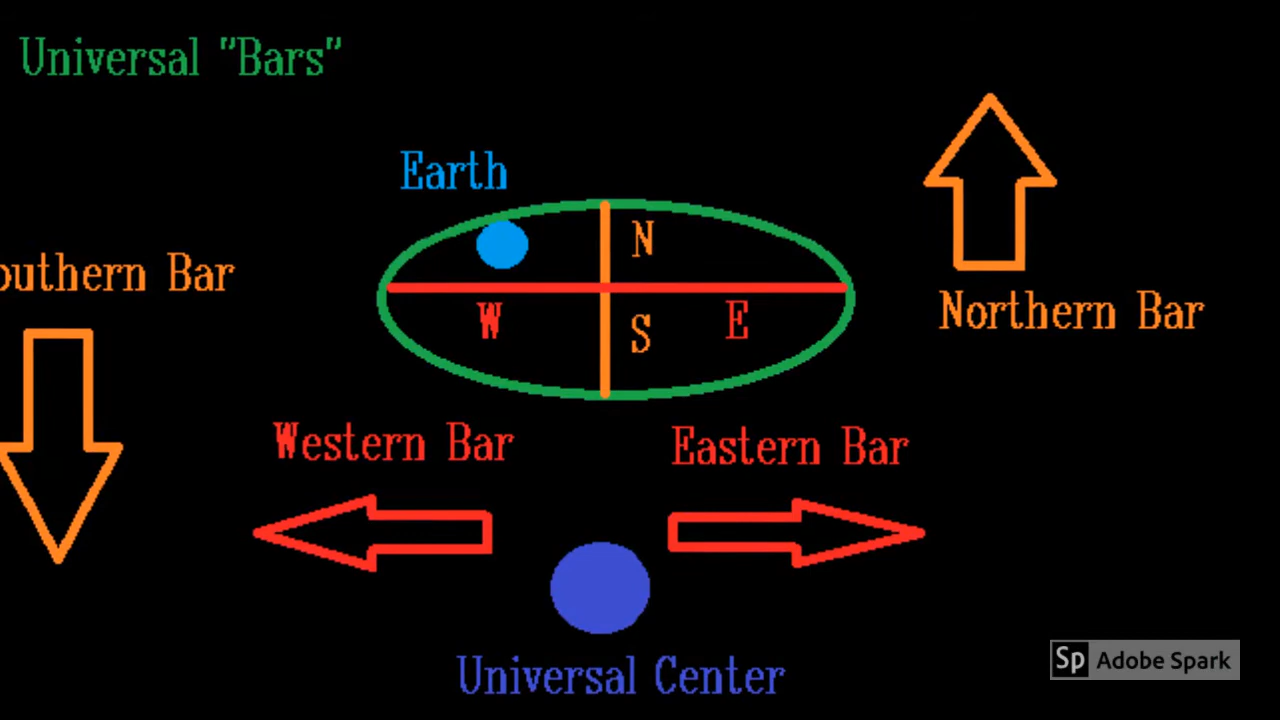 Universal "Bars"
Earth
N
outhern Bar
W
S
E
Northern Bar
Western Bar
Eastern Bar
Universal Center
Sp Adobe Spark